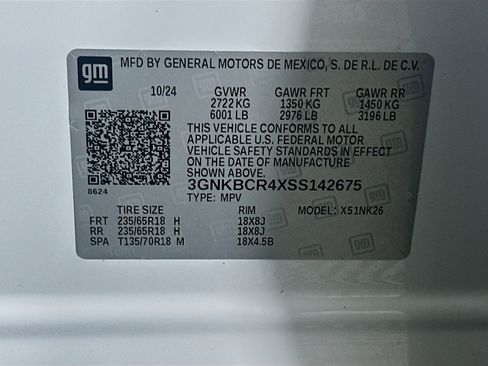 gm
MFD BY GENERAL MOTORS DE MEXICO, S. DE R.L. DE C.V.
10/24 GVWR GAWR FRT GAWR RR
2722 KG 1350 KG 1450 KG
6001 LB 2976 LB 3196 LB
THIS VEHICLE CONFORMS TO ALL
APPLICABLE U.S. FEDERAL MOTOR
VEHICLE SAFETY STANDARDS IN EFFECT
ON THE DATE OF MANUFACTURE
SHOWN ABOVE.
8624
3GNKBCR4XSS142675
TYPE: MPV
TIRE SIZE RIM MODEL: X51NK26
FRT 235/65R18 H 18X8J
RR 235/65R18 H 18X8J
SPA T135/70R18 M 18X4.5B